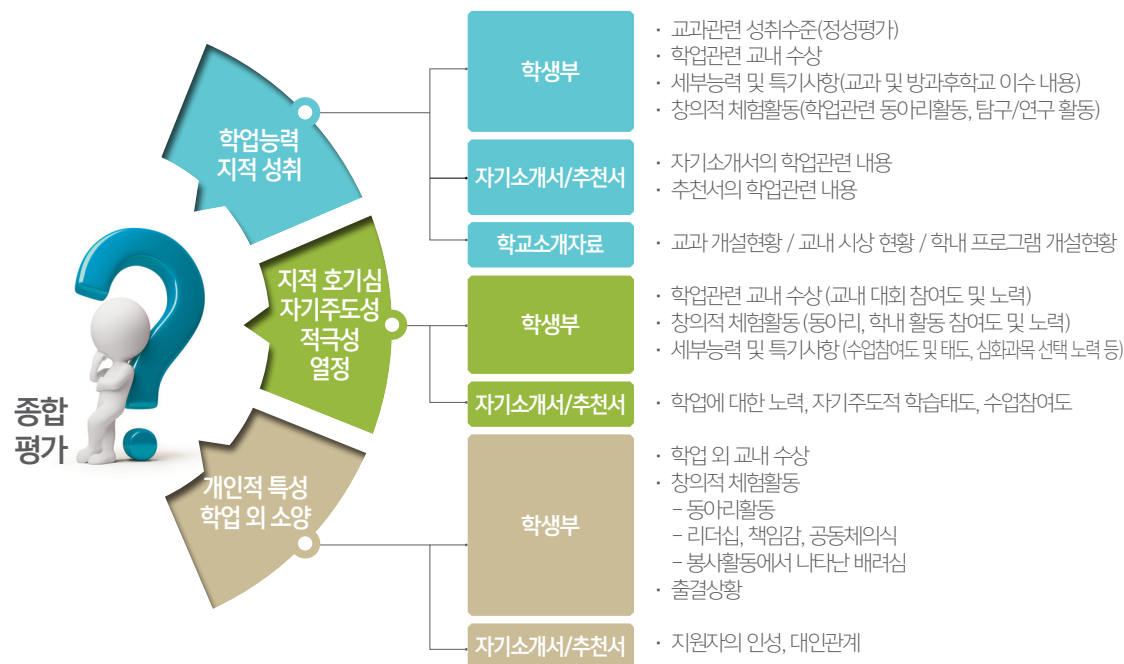 종합
평가
학업능력
지적 성취
학생부
· 교과관련 성취수준(정성평가)
· 학업관련 교내 수상
· 세부능력 및 특기사항(교과 및 방과후학교 이수 내용)
· 창의적 체험활동(학업관련 동아리활동, 탐구/연구 활동)
자기소개서/추천서
· 자기소개서의 학업관련 내용
· 추천서의 학업관련 내용
학교소개자료
· 교과 개설현황 / 교내 시상 현황 / 학내 프로그램 개설현황
지적 호기심
자기주도성
적극성
열정
학생부
· 학업관련 교내 수상 (교내 대회 참여도 및 노력)
· 창의적 체험활동 (동아리, 학내 활동 참여도 및 노력)
· 세부능력 및 특기사항 (수업참여도 및 태도, 심화과목 선택 노력 등)
자기소개서/추천서
· 학업에 대한 노력, 자기주도적 학습태도, 수업참여도
개인적 특성
학업 외 소양
학생부
· 학업 외 교내 수상
· 창의적 체험활동
– 동아리활동
– 리더십, 책임감, 공동체의식
– 봉사활동에서 나타난 배려심
· 출결상황
자기소개서/추천서
· 지원자의 인성, 대인관계